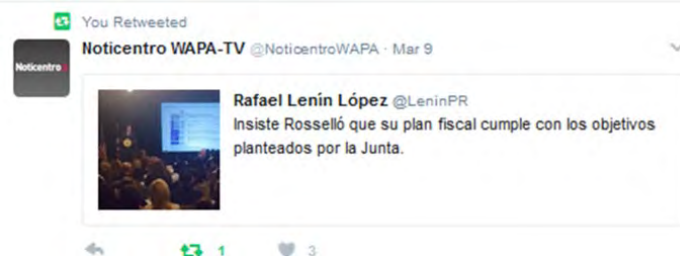 You Retweeted
Noticentro WAPA-TV @NoticentroWAPA · Mar 9
Noticentro
Rafael Lenín López @LeninPR
Insiste Rosselló que su plan fiscal cumple con los objetivos
planteados por la Junta.
1 3